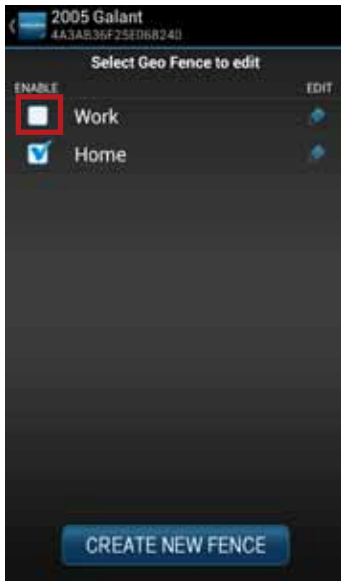 2005 Galant
4A3AB36F25E068240
Select Geo Fence to edit
ENABLE EDIT
Work
Home
CREATE NEW FENCE